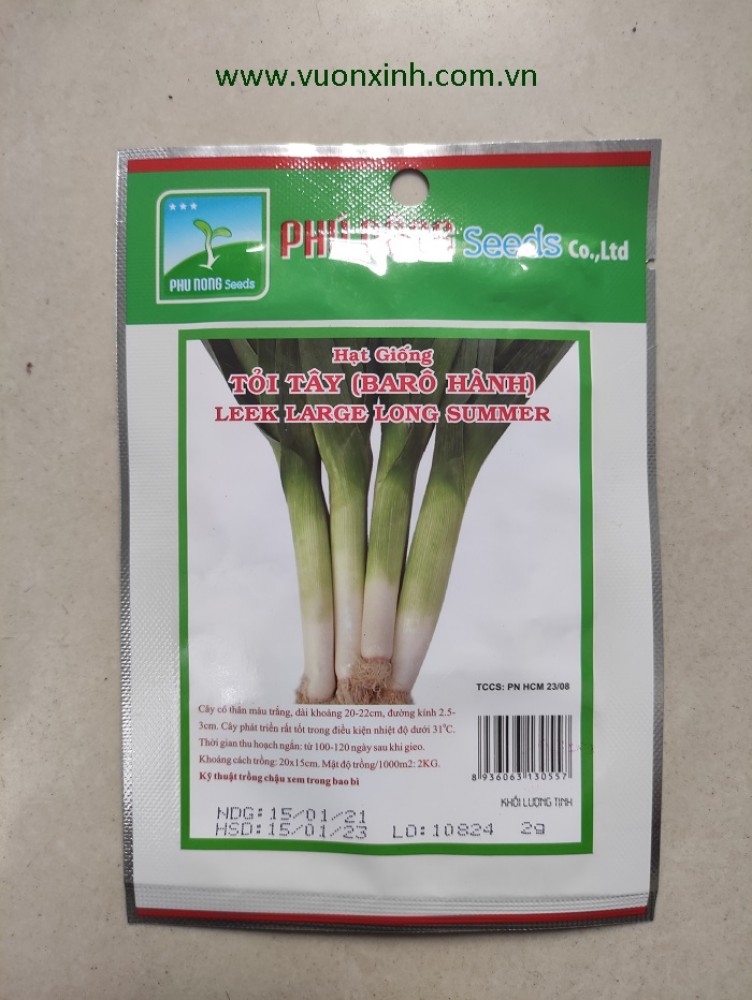 www.vuonxinh.com.vn
PHÚ NÔNG Seeds Co.,Ltd
PHU NONG Seeds
Hạt Giống
TỎI TÂY (BARÔ HÀNH)
LEEK LARGE LONG SUMMER
TCCS: PN HCM 23/08
Cây có thân màu trắng, dài khoảng 20-22cm, đường kính 2.5-
3cm. Cây phát triển rất tốt trong điều kiện nhiệt độ dưới 31°C.
Thời gian thu hoạch ngắn: từ 100-120 ngày sau khi gieo.
Khoảng cách trồng: 20x15cm. Mật độ trồng/1000m2: 2KG.
Kỹ thuật trồng chậu xem trong bao bì
8 936063 130557
KHỐI LƯỢNG TỊNH
NDG: 15/01/21
HSD: 15/01/23 LO: 10824 2g